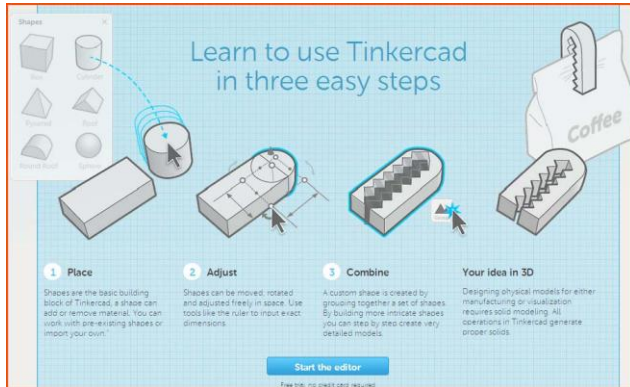 Shapes
Box
Cylinder
Pyramid
Roof
Round Roof
Sphere
Learn to use Tinkercad
in three easy steps
Coffee
1 Place
Shapes are the basic building
block of Tinkercad, a shape can
add or remove material. You can
work with pre-existing shapes or
import your own.
2 Adjust
Shapes can be moved, rotated
and adjusted freely in space. Use
tools like the ruler to input exact
dimensions.
3 Combine
A custom shape is created by
grouping together a set of shapes.
By building more intricate shapes
you can step by step create very
detailed models.
Your idea in 3D
Designing physical models for either
manufacturing or visualization
requires solid modeling. All
operations in Tinkercad generate
proper solids.
Start the editor
Free trial, no credit card required